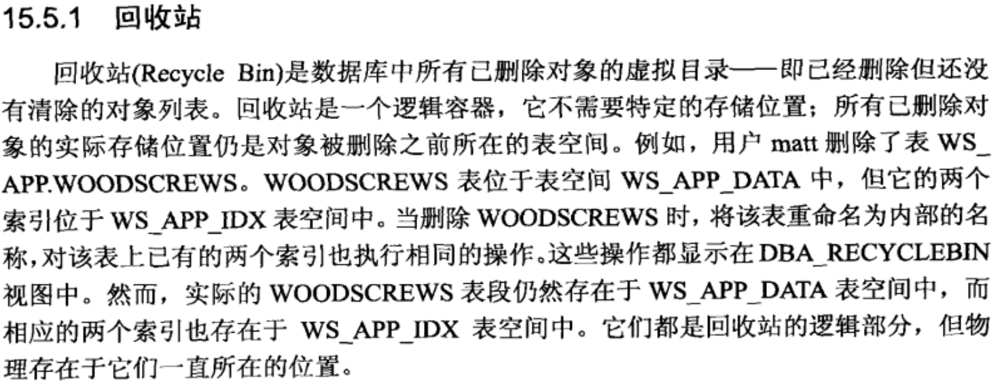 15.5.1 回收站
回收站(Recycle Bin)是数据库中所有已删除对象的虚拟目录——即已经删除但还没
有清除的对象列表。回收站是一个逻辑容器，它不需要特定的存储位置；所有已删除对
象的实际存储位置仍是对象被删除之前所在的表空间。例如，用户 matt 删除了表 WS_
APP.WOODSCREWS。WOODSCREWS 表位于表空间 WS_APP_DATA 中，但它的两个
索引位于 WS_APP_IDX 表空间中。当删除 WOODSCREWS 时，将该表重命名为内部的名
称，对该表上已有的两个索引也执行相同的操作。这些操作都显示在 DBA_RECYCLEBIN
视图中。然而，实际的 WOODSCREWS 表段仍然存在于 WS_APP_DATA 表空间中，而
相应的两个索引也存在于 WS_APP_IDX 表空间中。它们都是回收站的逻辑部分，但物
理存在于它们一直所在的位置。